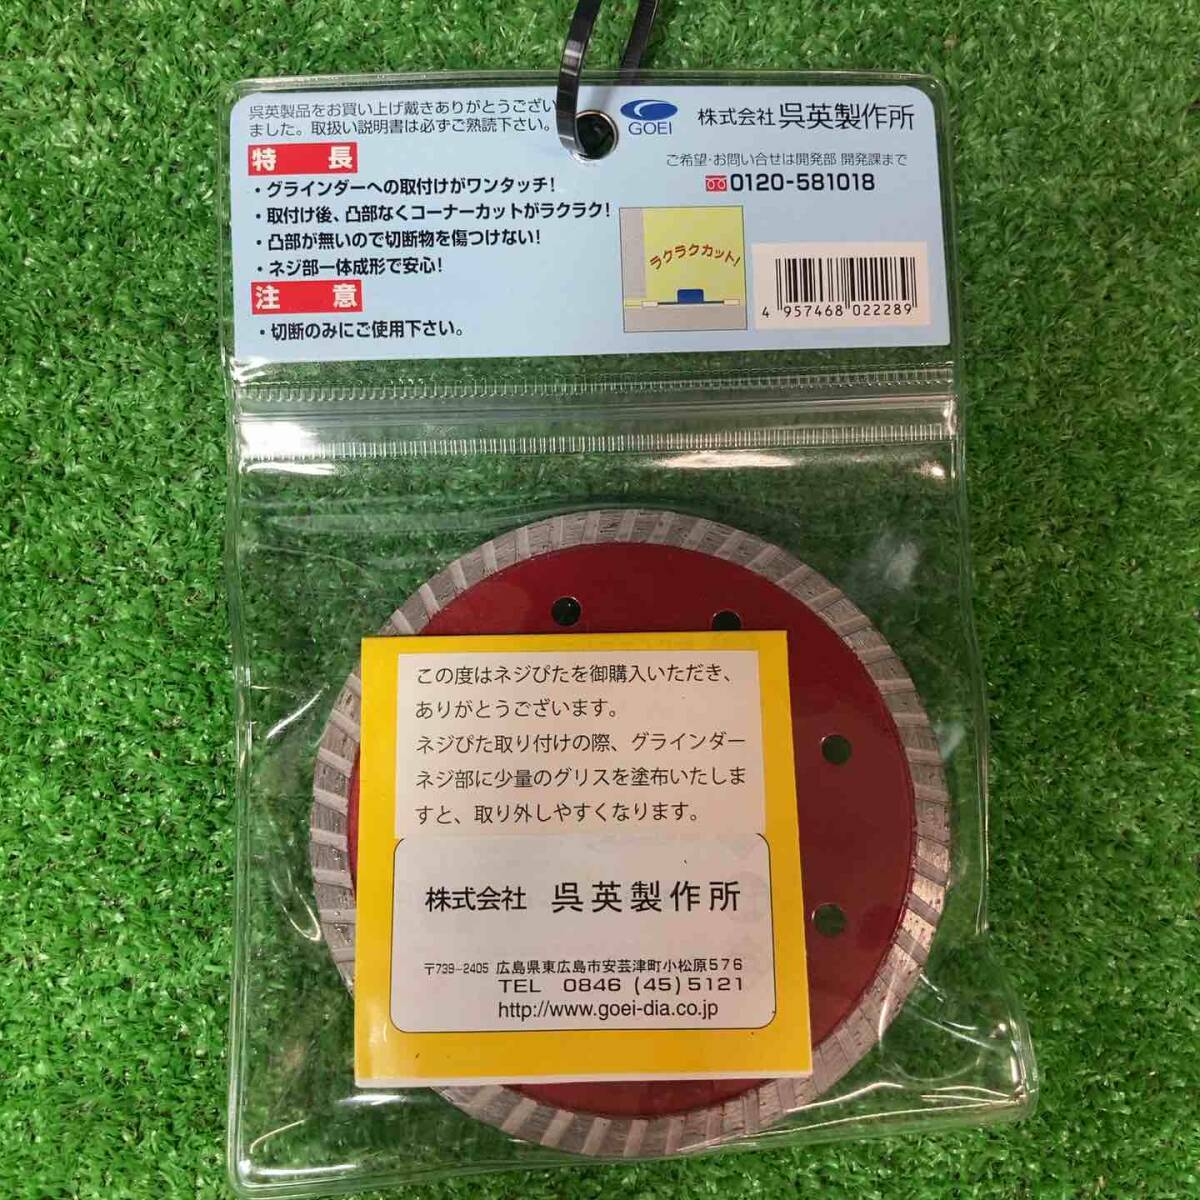 呉英製品をお買い上げ戴きありがとうござい
ました。取扱い説明書は必ずご熟読下さい。
特 長
・グラインダーへの取付けがワンタッチ！
・取付け後、凸部なくコーナーカットがラクラク！
・凸部が無いので切断物を傷つけない！
・ネジ部一体成形で安心！
注 意
・切断のみにご使用下さい。
GOEI
株式会社 呉英製作所
ご希望・お問い合せは開発部 開発課まで
0120-581018
ラクラクカット！
4 957468 022289
この度はネジぴたを御購入いただき、
ありがとうございます。
ネジぴた取り付けの際、グラインダー
ネジ部に少量のグリスを塗布いたしま
すと、取り外しやすくなります。
株式会社 呉英製作所
〒739-2405 広島県東広島市安芸津町小松原576
TEL 0846 (45) 5121
http://www.goei-dia.co.jp